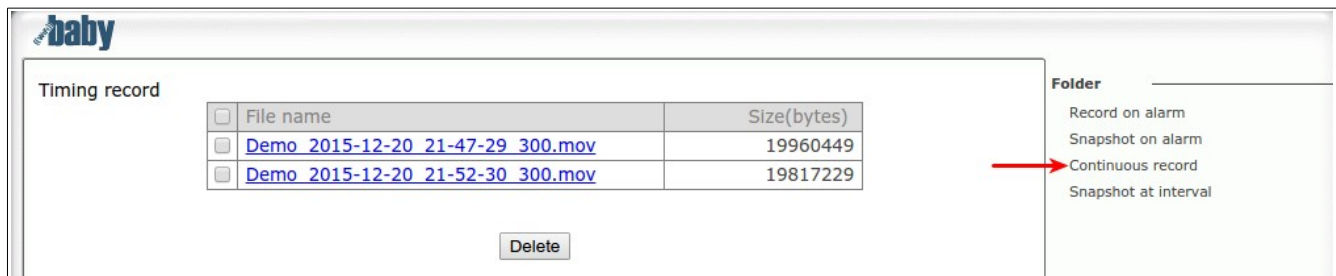 baby
Timing record
File name Size(bytes)
Demo_2015-12-20_21-47-29_300.mov 19960449
Demo_2015-12-20_21-52-30_300.mov 19817229
Delete
Folder
Record on alarm
Snapshot on alarm
Continuous record
Snapshot at interval